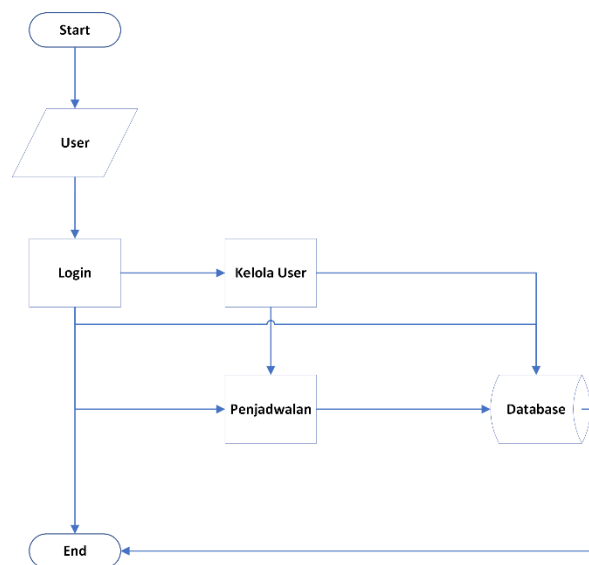 Start
User
Login
Kelola User
Penjadwalan
Database
End